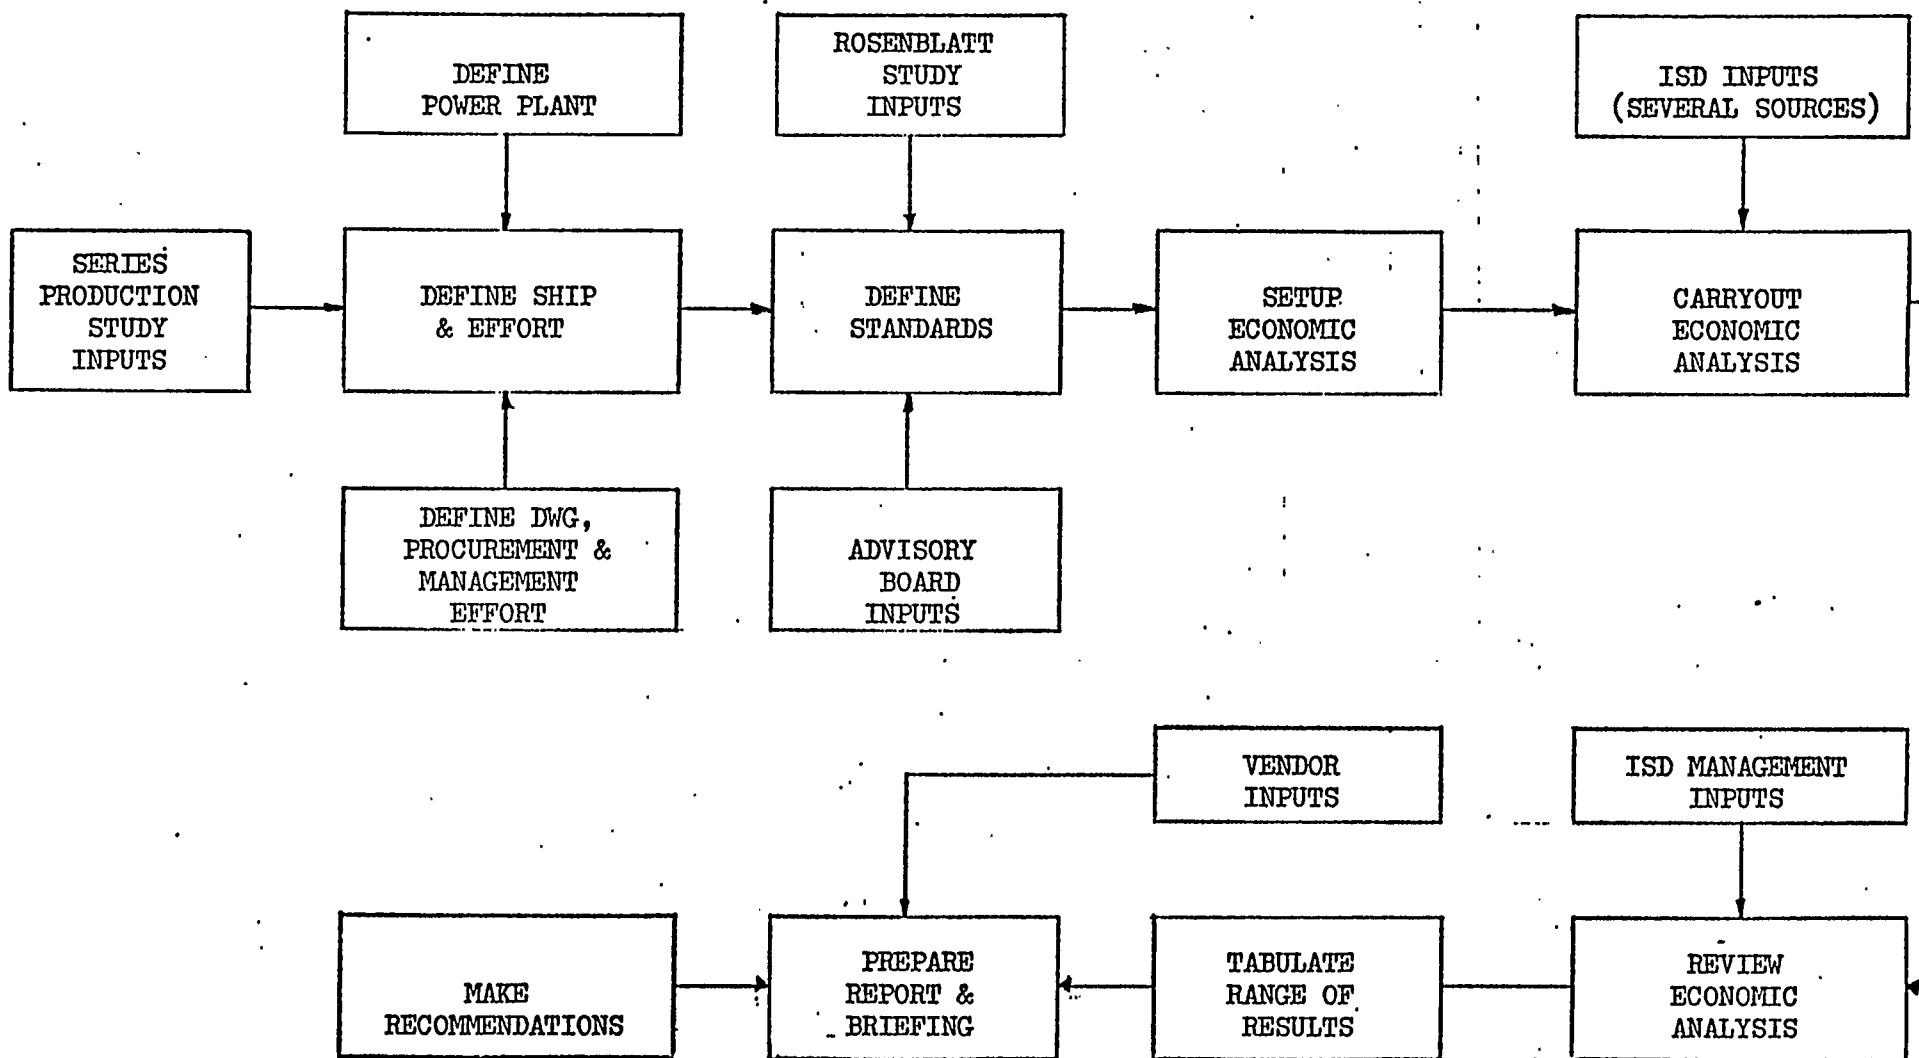 DEFINE
POWER PLANT
ROSENBLATT
STUDY
INPUTS
ISD INPUTS
(SEVERAL SOURCES)
SERIES
PRODUCTION
STUDY
INPUTS
DEFINE SHIP
& EFFORT
DEFINE
STANDARDS
SETUP
ECONOMIC
ANALYSIS
CARRYOUT
ECONOMIC
ANALYSIS
DEFINE DWG,
PROCUREMENT &
MANAGEMENT
EFFORT
ADVISORY
BOARD
INPUTS
VENDOR
INPUTS
ISD MANAGEMENT
INPUTS
MAKE
RECOMMENDATIONS
PREPARE
REPORT &
BRIEFING
TABULATE
RANGE OF
RESULTS
REVIEW
ECONOMIC
ANALYSIS